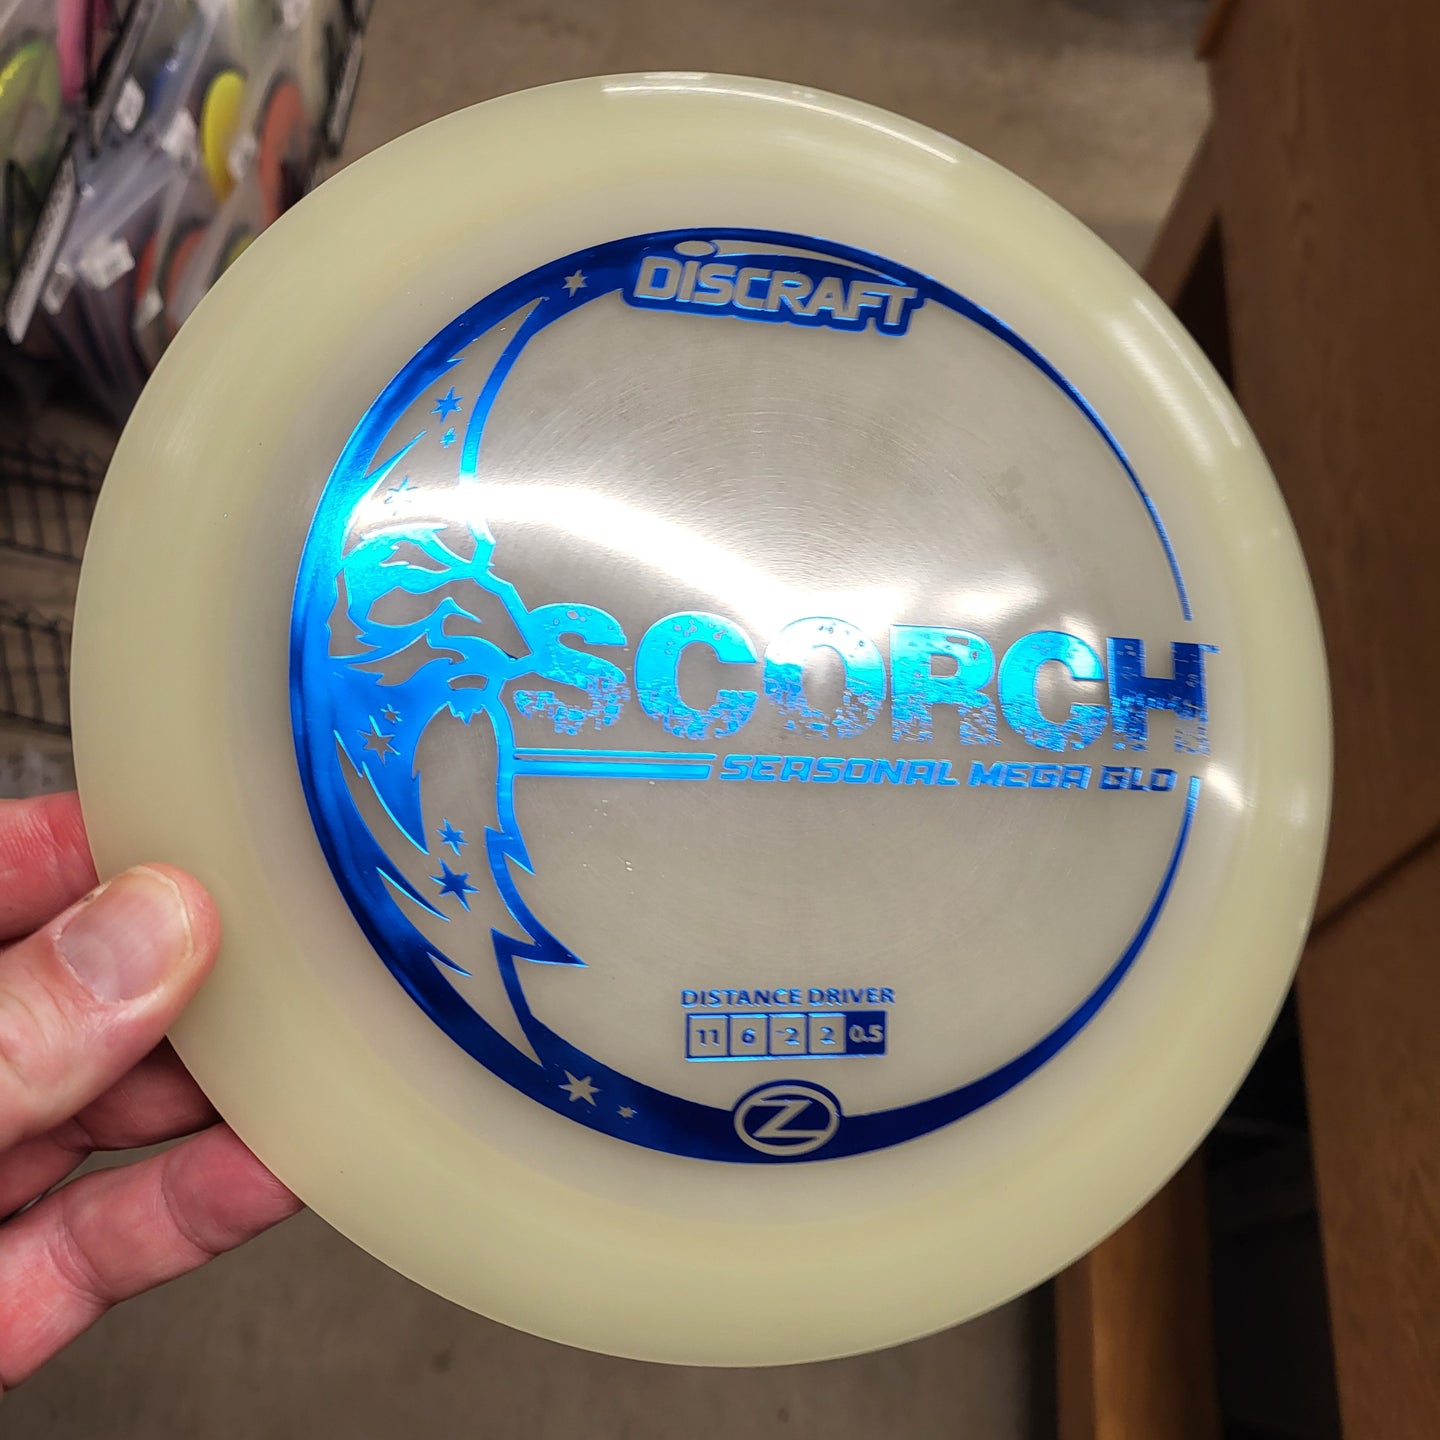 DISCRAFT
SCORCH
SEASONAL MEGA GLO
DISTANCE DRIVER
11 6 -2 2 0.5
Z